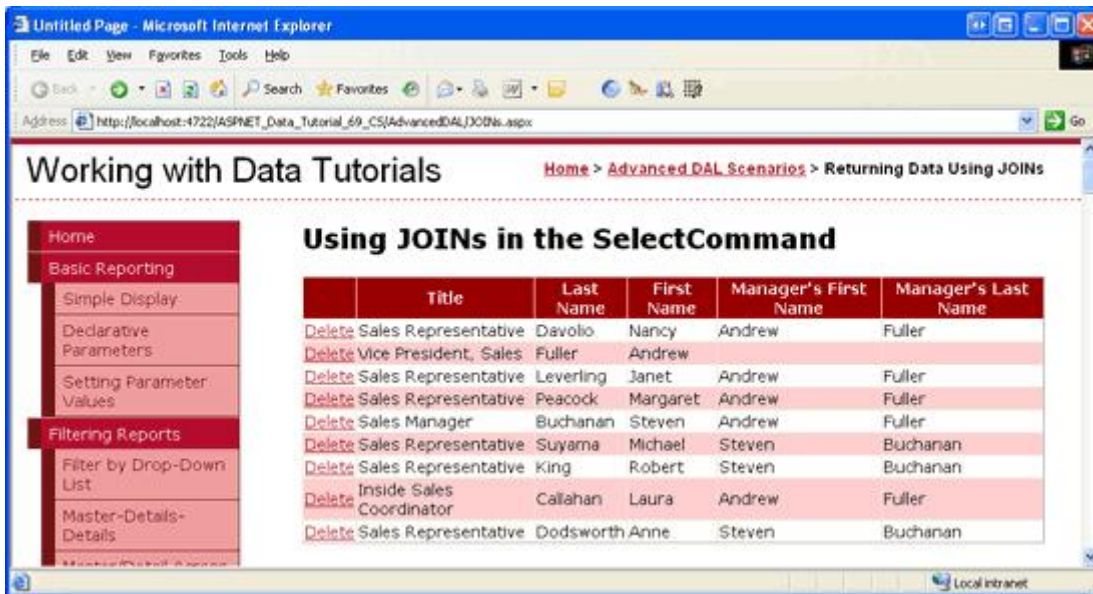 Untitled Page - Microsoft Internet Explorer
File Edit View Favorites Tools Help
Back Search Favorites
Address http://localhost:4722/ASPNET_Data_Tutorial_69_CS/AdvancedDAL/JOINs.aspx Go
Working with Data Tutorials
Home > Advanced DAL Scenarios > Returning Data Using JOINs
Home
Basic Reporting
Simple Display
Declarative
Parameters
Setting Parameter
Values
Filtering Reports
Filter by Drop-Down
List
Master-Details-
Details
Using JOINs in the SelectCommand
Title Last Name First Name Manager's First Name Manager's Last Name
Delete Sales Representative Davolio Nancy Andrew Fuller
Delete Vice President, Sales Fuller Andrew
Delete Sales Representative Leverling Janet Andrew Fuller
Delete Sales Representative Peacock Margaret Andrew Fuller
Delete Sales Manager Buchanan Steven Andrew Fuller
Delete Sales Representative Suyama Michael Steven Buchanan
Delete Sales Representative King Robert Steven Buchanan
Delete Inside Sales Coordinator Callahan Laura Andrew Fuller
Delete Sales Representative Dodsworth Anne Steven Buchanan
Local intranet